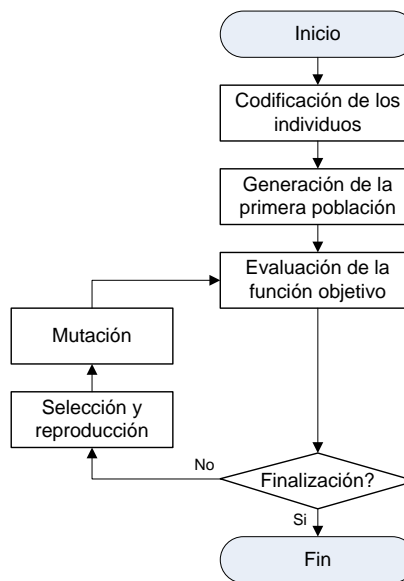 Inicio
Codificación de los
individuos
Generación de la
primera población
Evaluación de la
función objetivo
Mutación
Selección y
reproducción
No
Finalización?
Si
Fin